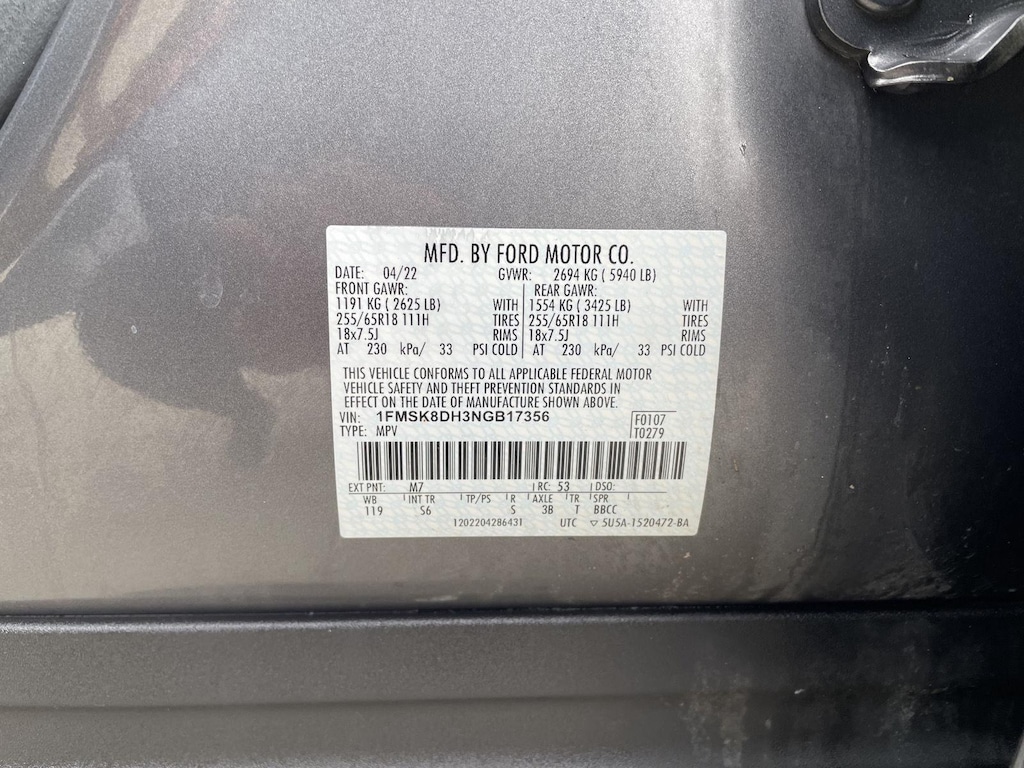 MFD. BY FORD MOTOR CO.
DATE: 04/22 GVWR: 2694 KG ( 5940 LB)
FRONT GAWR: REAR GAWR:
1191 KG ( 2625 LB) WITH 1554 KG ( 3425 LB) WITH
255/65R18 111H TIRES 255/65R18 111H TIRES
18x7.5J RIMS 18x7.5J RIMS
AT 230 kPa/ 33 PSI COLD AT 230 kPa/ 33 PSI COLD
THIS VEHICLE CONFORMS TO ALL APPLICABLE FEDERAL MOTOR
VEHICLE SAFETY AND THEFT PREVENTION STANDARDS IN
EFFECT ON THE DATE OF MANUFACTURE SHOWN ABOVE.
VIN: 1FMSK8DH3NGB17356 F0107
TYPE: MPV T0279
EXT PNT: M7 RC: 53 DSO:
WB INT TR TP/PS R AXLE TR SPR
119 S6 S 3B T BBCC
1202204286431 UTC ▽ 5U5A-1520472-BA